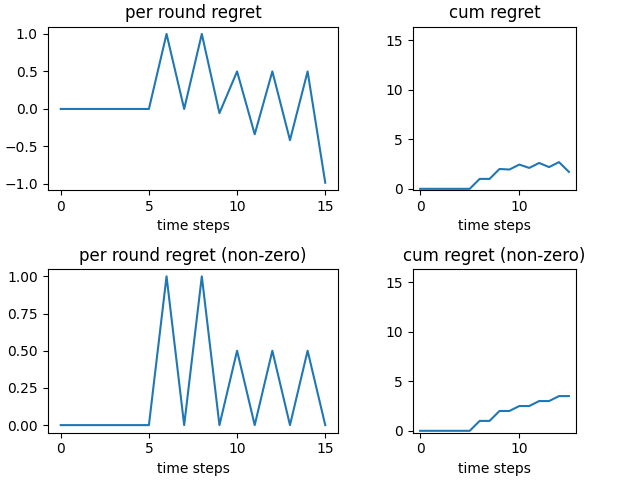 per round regret
1.0
0.5
0.0
−0.5
−1.0
0 5 10 15
time steps
cum regret
15
10
5
0
0 10
time steps
per round regret (non-zero)
1.00
0.75
0.50
0.25
0.00
0 5 10 15
time steps
cum regret (non-zero)
15
10
5
0
0 10
time steps